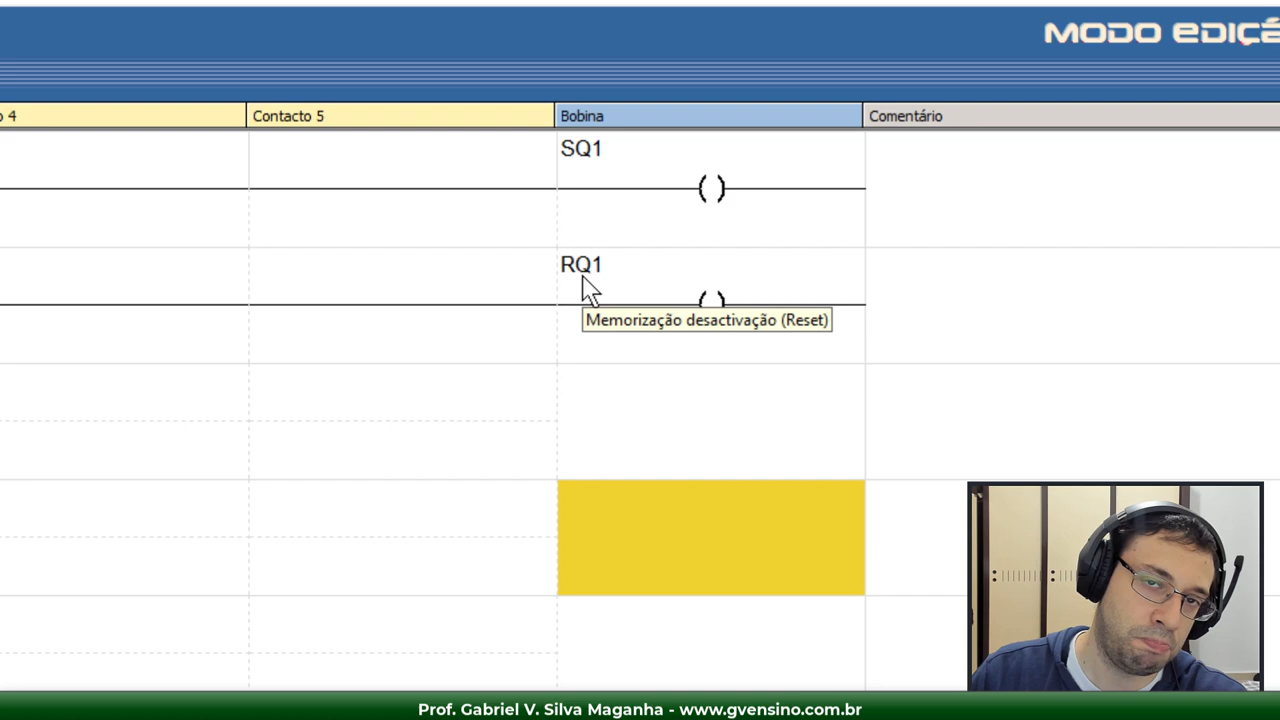 MODO EDIÇÃ
o 4
Contacto 5
Bobina
Comentário
SQ1
( )
RQ1
( )
Memorização desactivação (Reset)
Prof. Gabriel V. Silva Maganha - www.gvensino.com.br